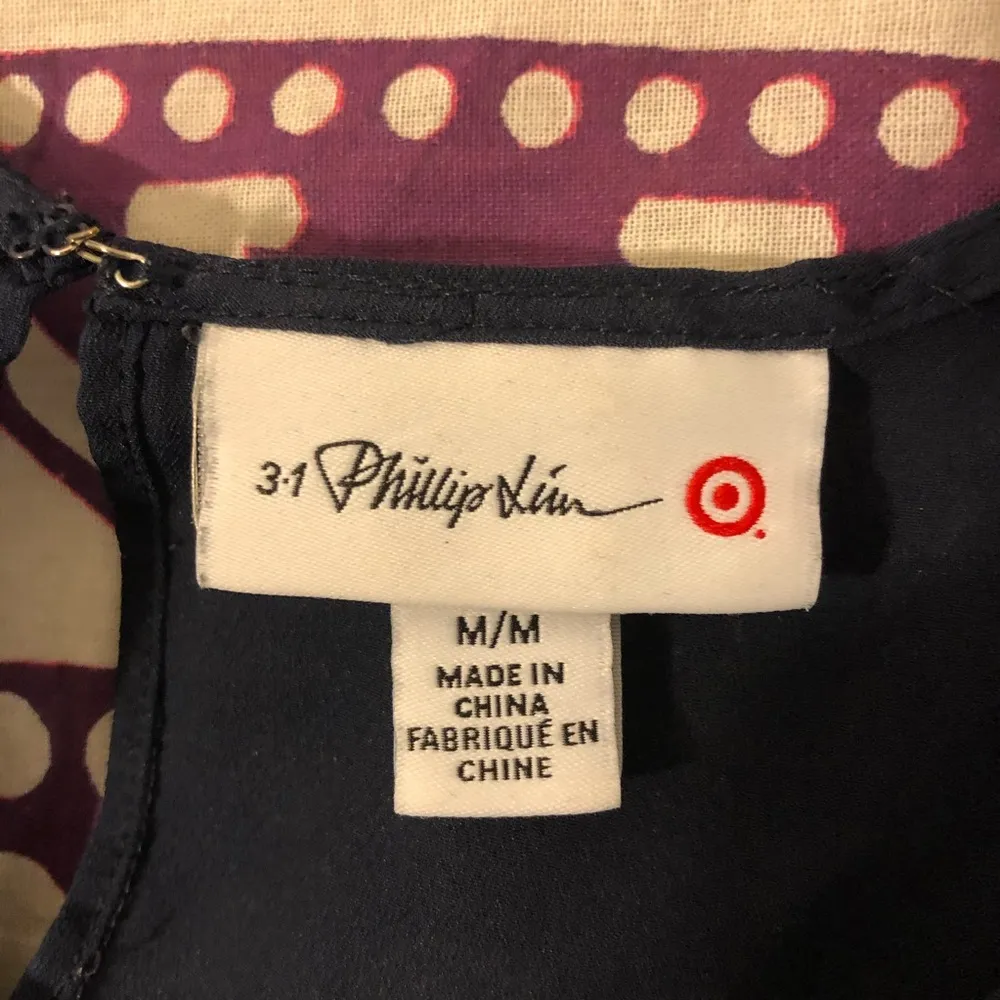 3.1 Phillip Lim
M/M
MADE IN
CHINA
FABRIQUÉ EN
CHINE